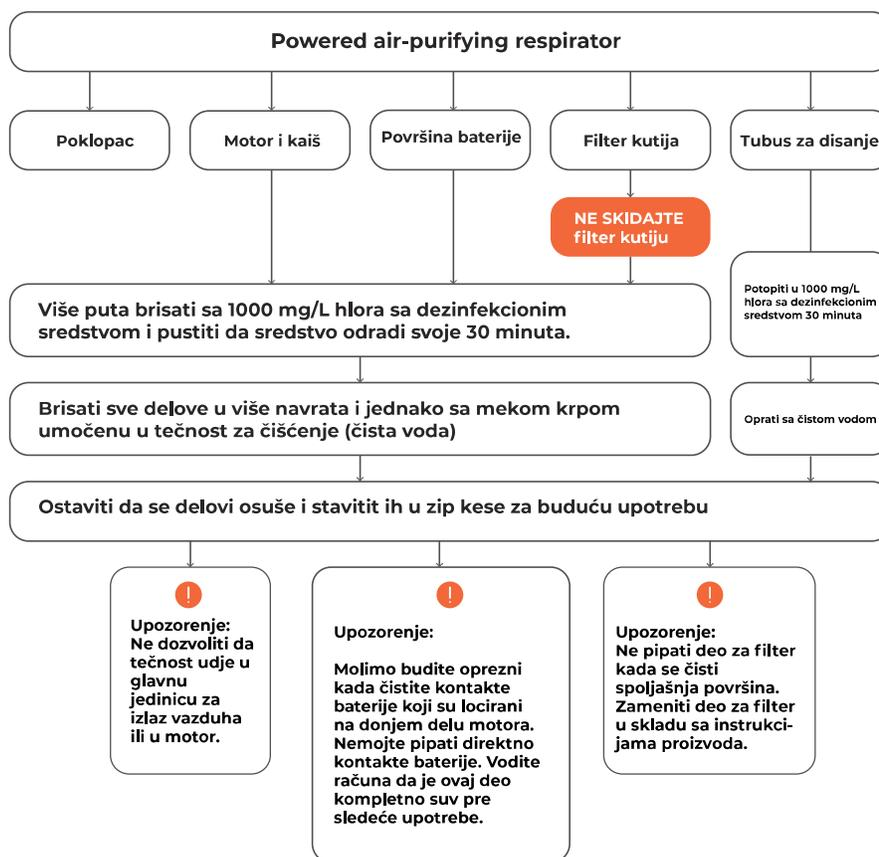 Powered air-purifying respirator
Poklopac
Motor i kaiš
Površina baterije
Filter kutija
Tubus za disanje
NE SKIDAJTE
filter kutiju
Više puta brisati sa 1000 mg/L hlora sa dezinfekcionim
sredstvom i pustiti da sredstvo odradi svoje 30 minuta.
Potopiti u 1000 mg/L
hlora sa dezinfekcionim
sredstvom 30 minuta
Brisati sve delove u više navrata i jednako sa mekom krpom
umočenu u tečnost za čišćenje (čista voda)
Oprati sa čistom vodom
Ostaviti da se delovi osuše i stavitit ih u zip kese za buduću upotrebu
!
Upozorenje:
Ne dozvoliti da
tečnost udje u
glavnu
jedinicu za
izlaz vazduha
ili u motor.
!
Upozorenje:
Molimo budite oprezni
kada čistite kontakte
baterije koji su locirani
na donjem delu motora.
Nemojte pipati direktno
kontakte baterije. Vodite
računa da je ovaj deo
kompletno suv pre
sledeće upotrebe.
!
Upozorenje:
Ne pipati deo za filter
kada se čisti
spoljašnja površina.
Zameniti deo za filter
u skladu sa instrukci-
jama proizvoda.